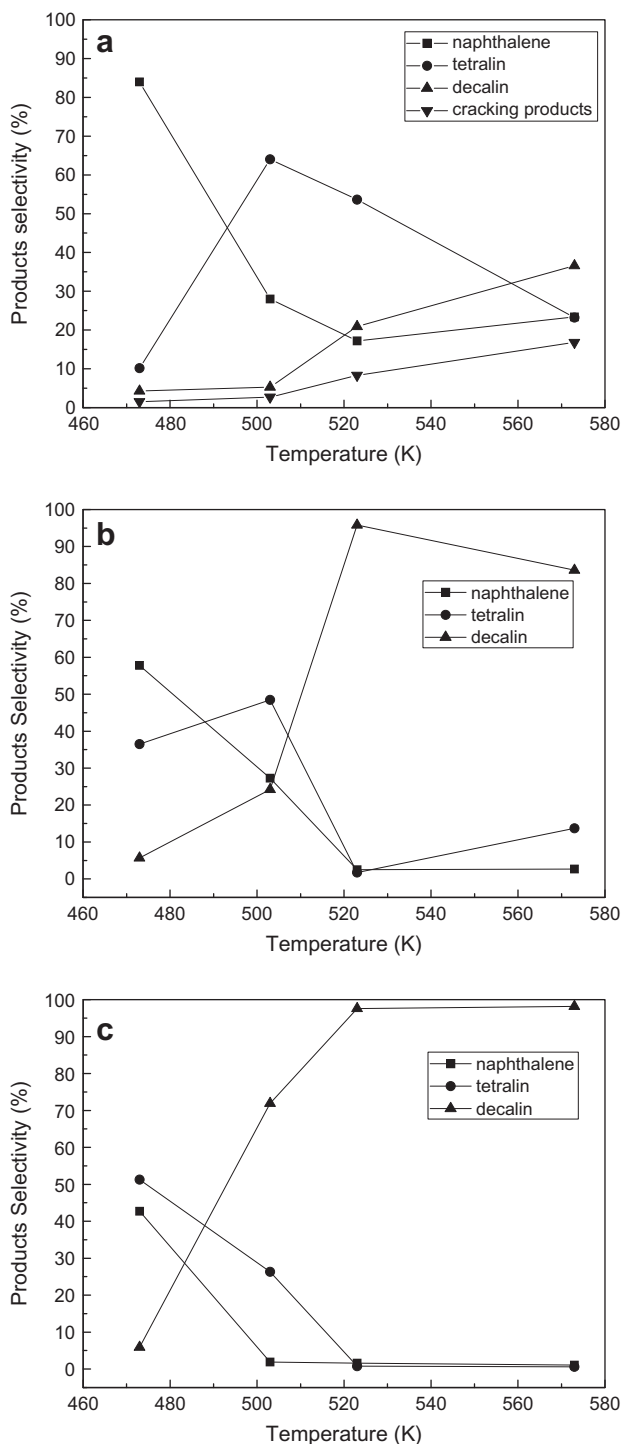 a
naphthalene
tetralin
decalin
cracking products
Products selectivity (%)
100
90
80
70
60
50
40
30
20
10
0
460 480 500 520 540 560 580
Temperature (K)
b
naphthalene
tetralin
decalin
Products Selectivity (%)
100
90
80
70
60
50
40
30
20
10
0
460 480 500 520 540 560 580
Temperature (K)
c
naphthalene
tetralin
decalin
Products Selectivity (%)
100
90
80
70
60
50
40
30
20
10
0
460 480 500 520 540 560 580
Temperature (K)